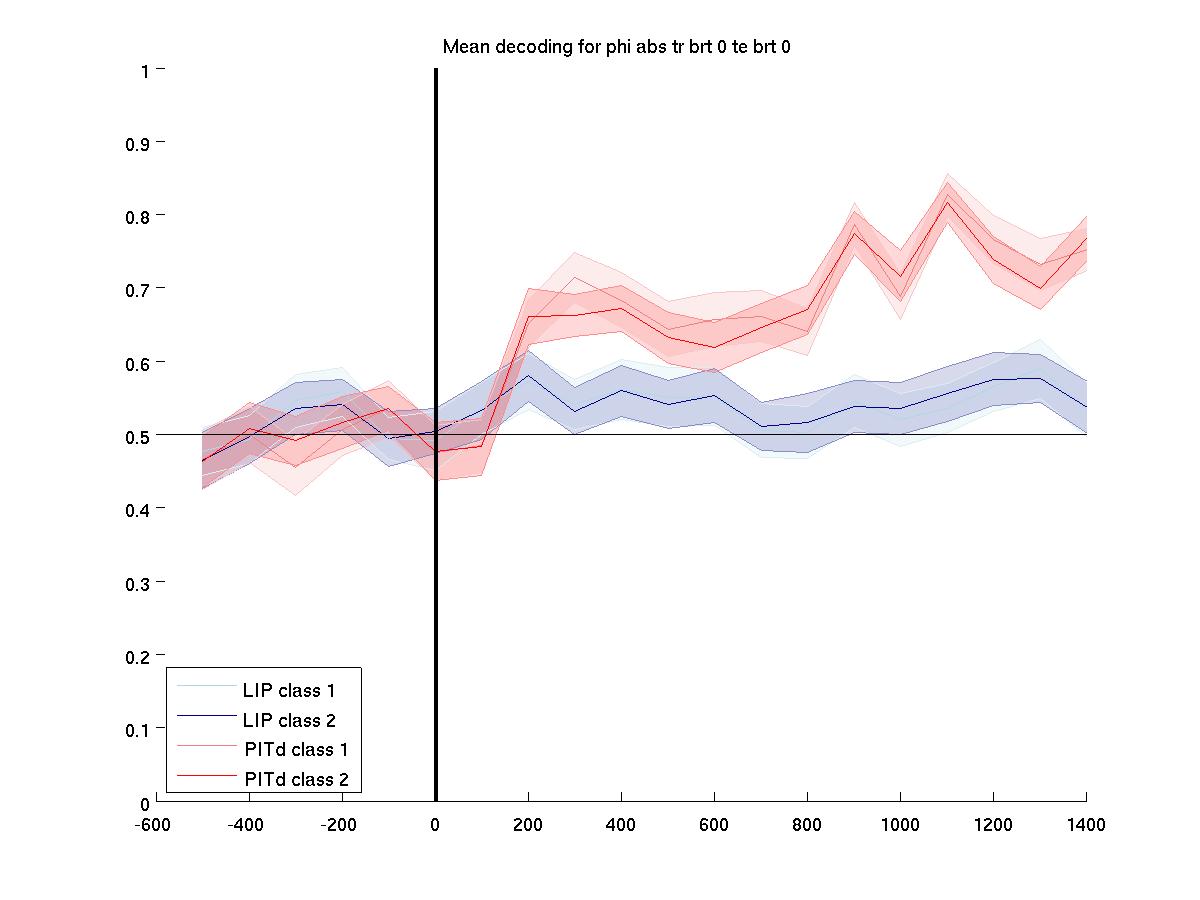 Mean decoding for phi abs tr brt 0 te brt 0
1
0.9
0.8
0.7
0.6
0.5
0.4
0.3
0.2
0.1
0
LIP class 1
LIP class 2
PITd class 1
PITd class 2
-600 -400 -200 0 200 400 600 800 1000 1200 1400